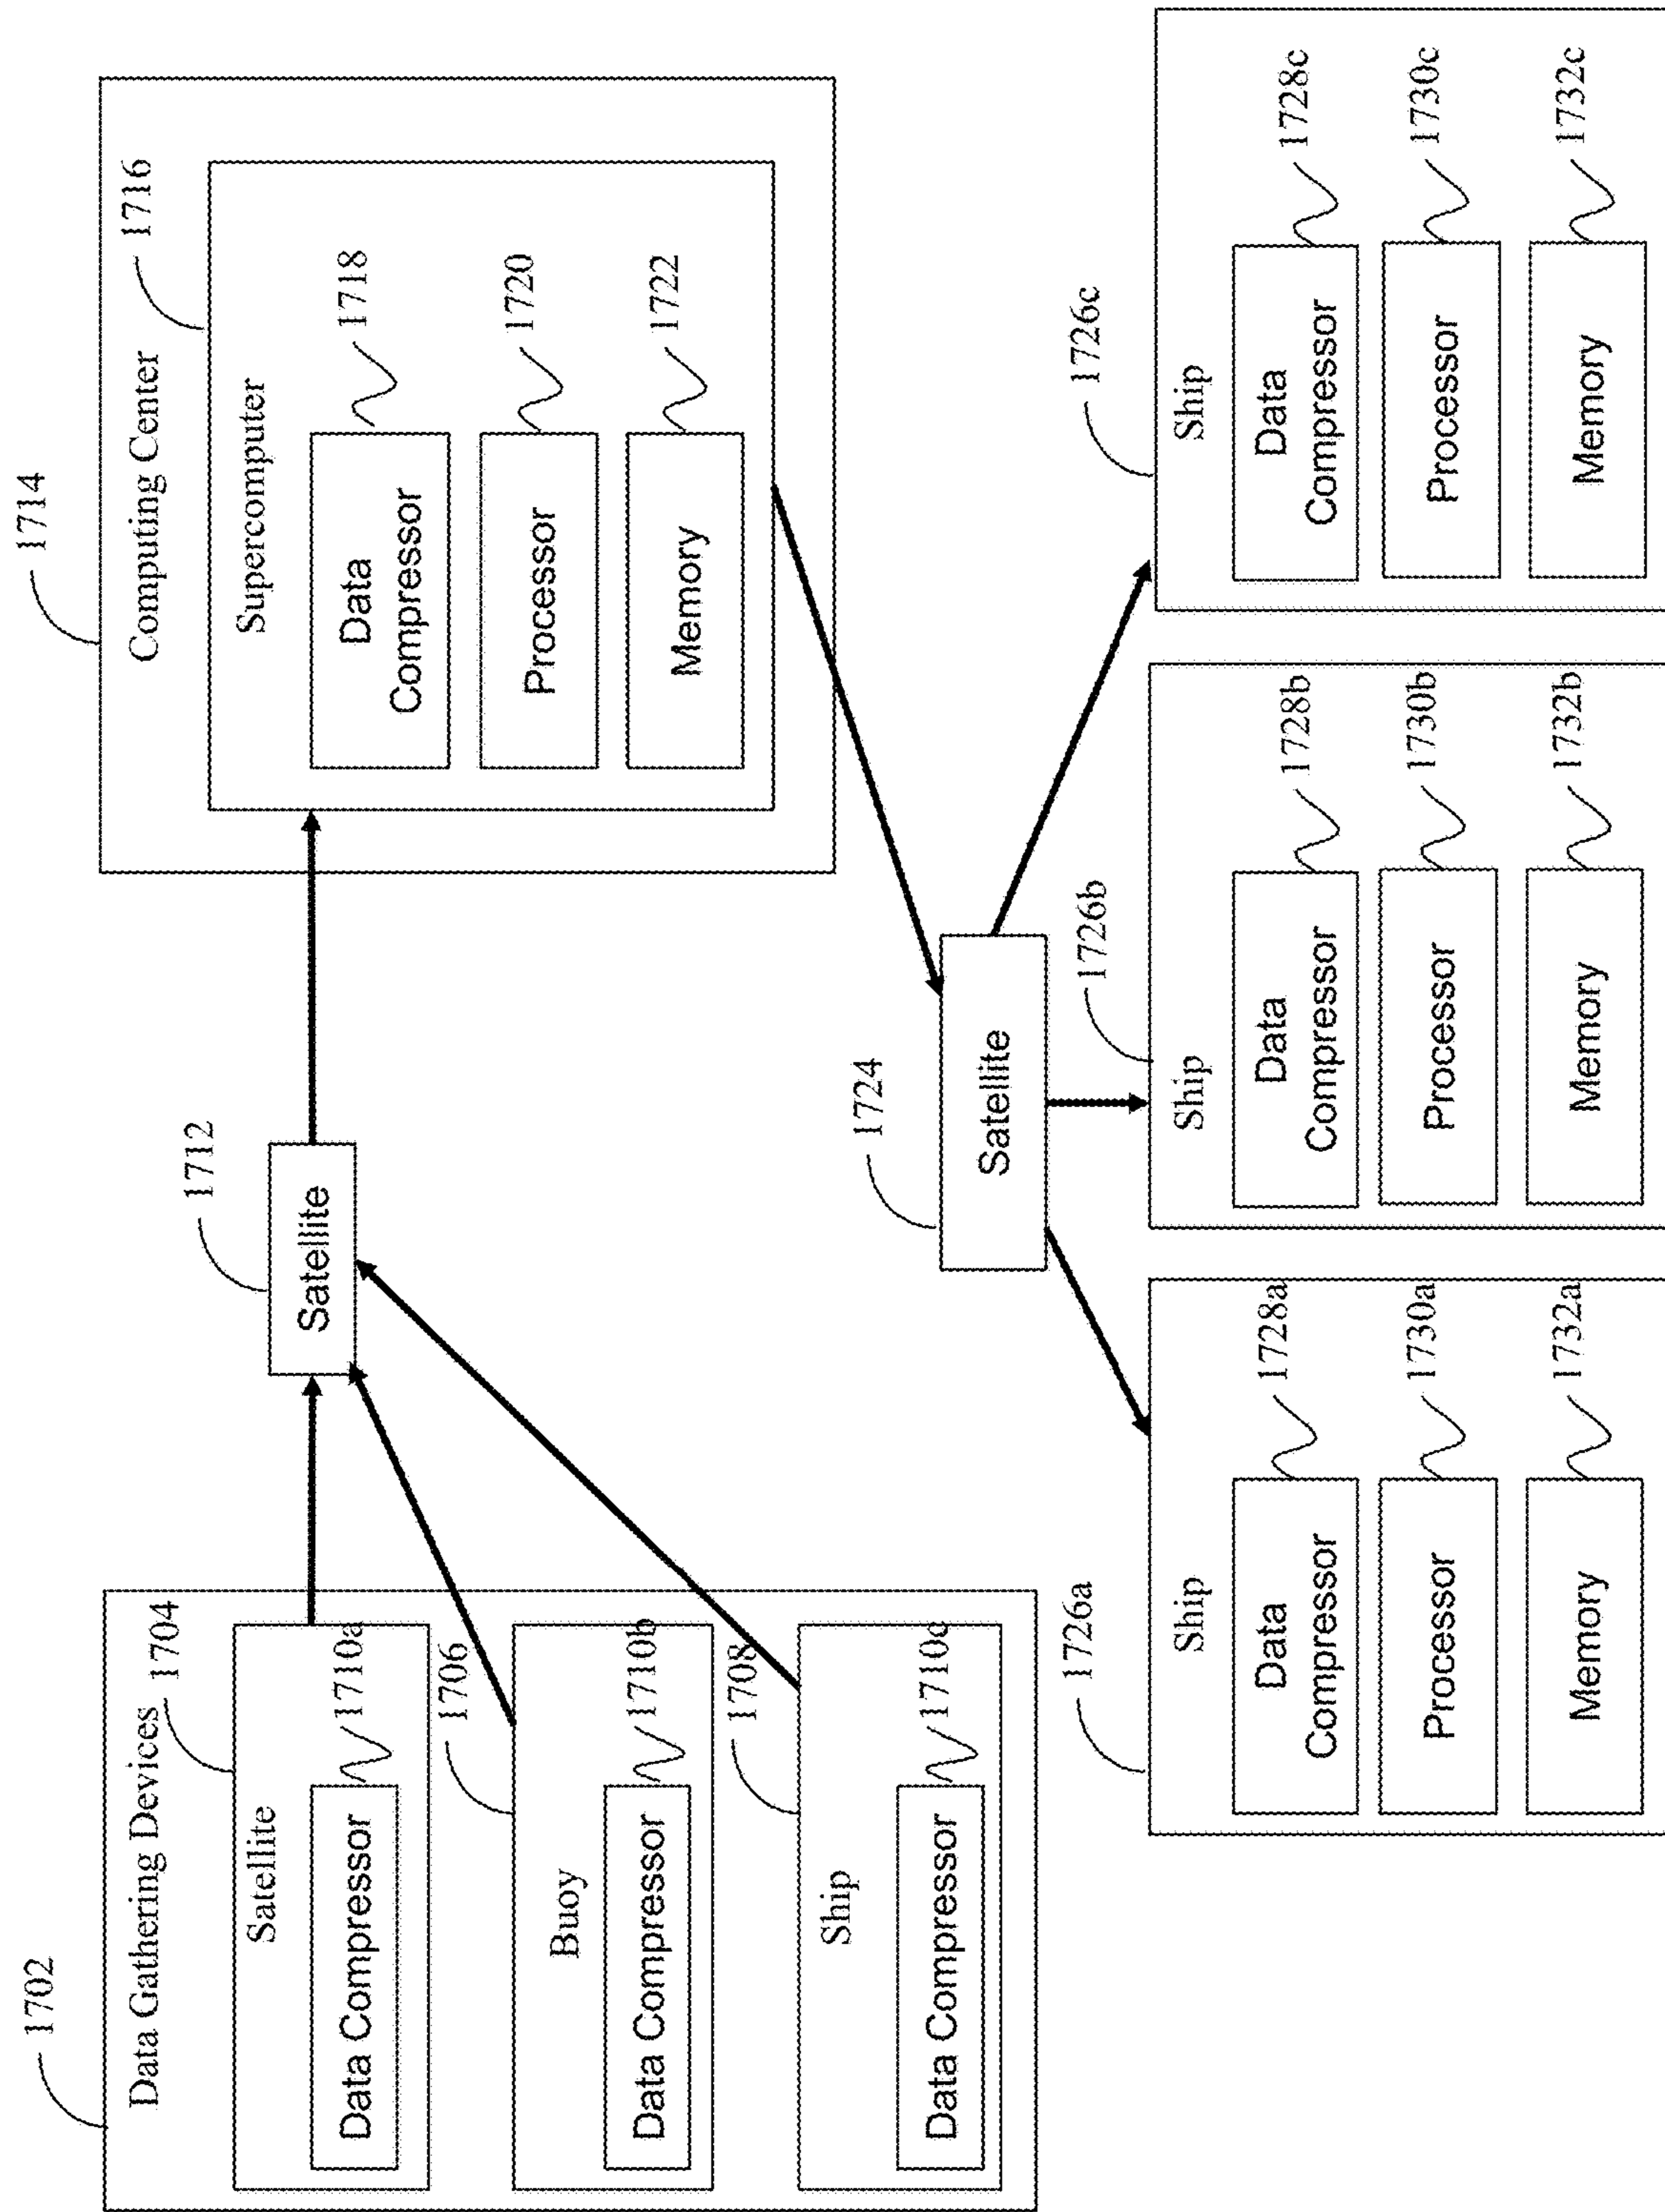 1702
Data Gathering Devices
1704
Satellite
Data Compressor
1710a
1706
Buoy
Data Compressor
1710b
1708
Ship
Data Compressor
1710c
1712
Satellite
1714
Computing Center
1716
Supercomputer
Data
Compressor
1718
Processor
1720
Memory
1722
1724
Satellite
1726a
Ship
Data
Compressor
1728a
Processor
1730a
Memory
1732a
1726b
Ship
Data
Compressor
1728b
Processor
1730b
Memory
1732b
1726c
Ship
Data
Compressor
1728c
Processor
1730c
Memory
1732c